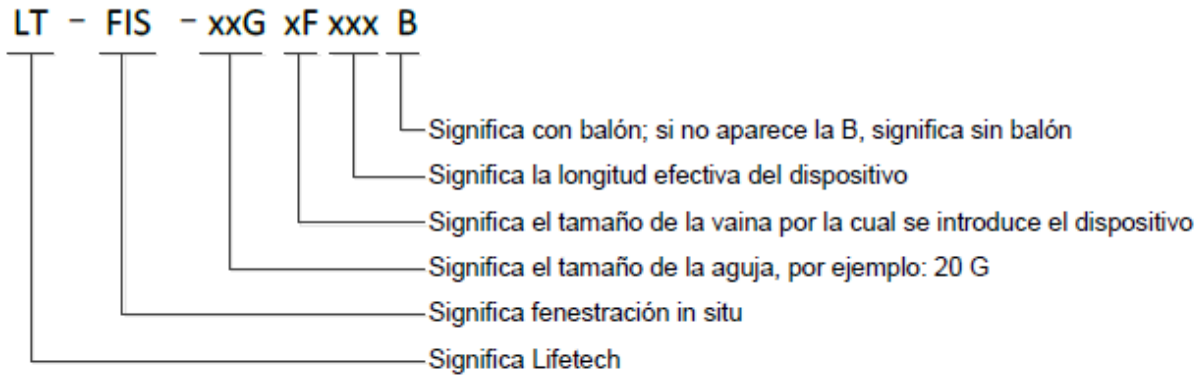 LT - FIS - xxG xF xxx B
Significa con balón; si no aparece la B, significa sin balón
Significa la longitud efectiva del dispositivo
Significa el tamaño de la vaina por la cual se introduce el dispositivo
Significa el tamaño de la aguja, por ejemplo: 20 G
Significa fenestración in situ
Significa Lifetech